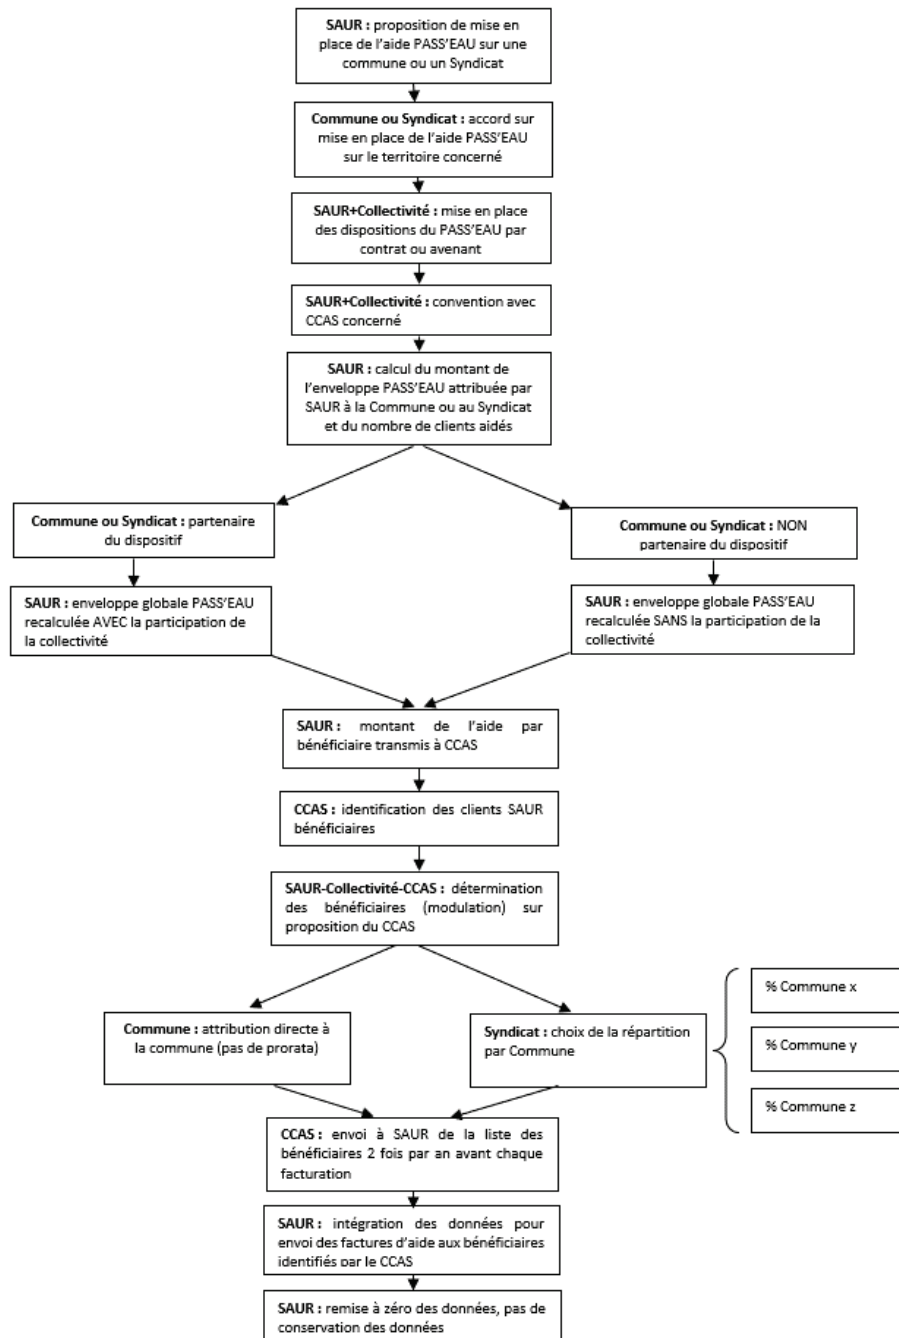 SAUR : proposition de mise en
place de l'aide PASS'EAU sur une
commune ou un Syndicat
Commune ou Syndicat : accord sur
mise en place de l'aide PASS'EAU
sur le territoire concerné
SAUR+Collectivité : mise en place
des dispositions du PASS'EAU par
contrat ou avenant
SAUR+Collectivité : convention avec
CCAS concerné
SAUR : calcul du montant de
l'enveloppe PASS'EAU attribuée par
SAUR à la Commune ou au Syndicat
et du nombre de clients aidés
Commune ou Syndicat : partenaire
du dispositif
Commune ou Syndicat : NON
partenaire du dispositif
SAUR : enveloppe globale PASS'EAU
recalculée AVEC la participation de
la collectivité
SAUR : enveloppe globale PASS'EAU
recalculée SANS la participation de la
collectivité
SAUR : montant de l'aide par
bénéficiaire transmis à CCAS
CCAS : identification des clients SAUR
bénéficiaires
SAUR-Collectivité-CCAS : détermination
des bénéficiaires (modulation) sur
proposition du CCAS
Commune : attribution directe à
la commune (pas de prorata)
Syndicat : choix de la répartition
par Commune
% Commune x
% Commune y
% Commune z
CCAS : envoi à SAUR de la liste des
bénéficiaires 2 fois par an avant chaque
facturation
SAUR : intégration des données pour
envoi des factures d'aide aux bénéficiaires
identifiés par le CCAS
SAUR : remise à zéro des données, pas de
conservation des données